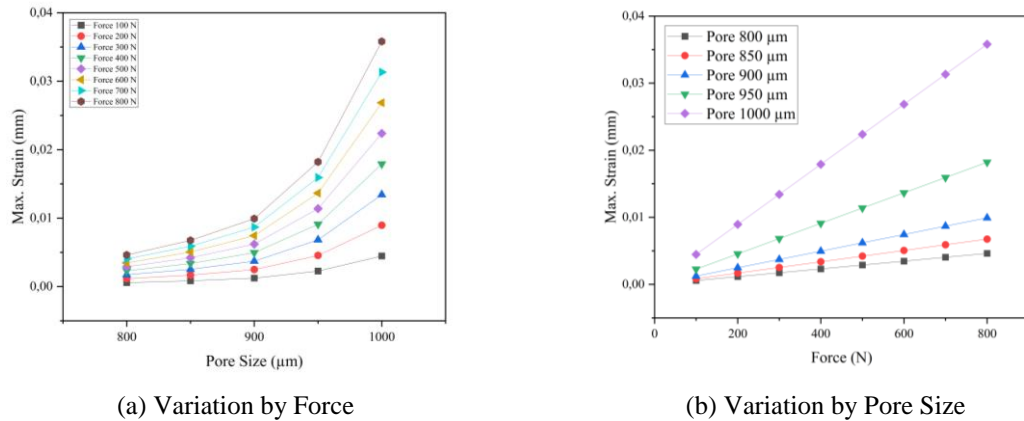 0,04
0,03
0,02
0,01
0,00
Max. Strain (mm)
Force 100 N
Force 200 N
Force 300 N
Force 400 N
Force 500 N
Force 600 N
Force 700 N
Force 800 N
800
900
1000
Pore Size (µm)
(a) Variation by Force
0,04
0,03
0,02
0,01
0,00
Max. Strain (mm)
Pore 800 µm
Pore 850 µm
Pore 900 µm
Pore 950 µm
Pore 1000 µm
0
200
400
600
800
Force (N)
(b) Variation by Pore Size